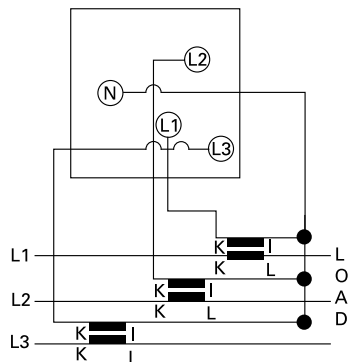 L2
N
L1
L3
K I
L1 K L L
O
K I
L2 K L A
K I D
L3 K L